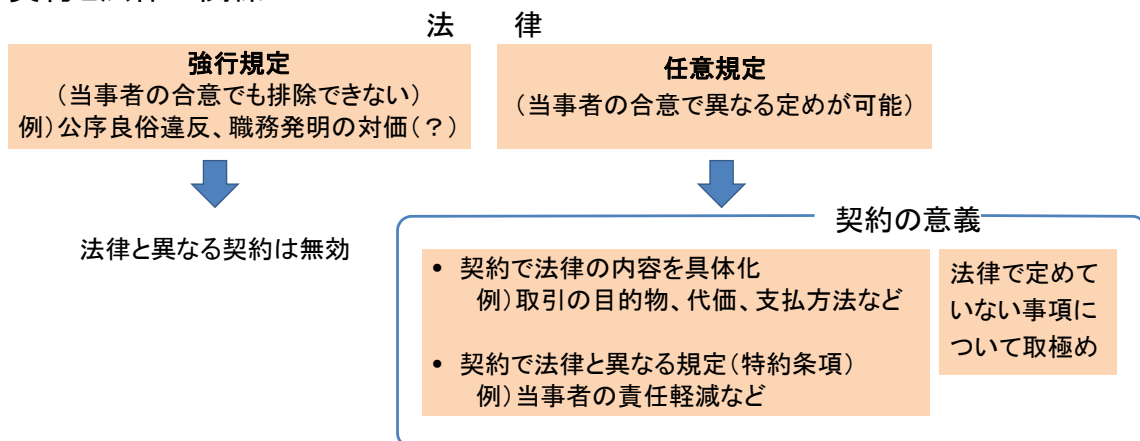 法　律
強行規定
（当事者の合意でも排除できない）
例）公序良俗違反、職務発明の対価（？）
任意規定
（当事者の合意で異なる定めが可能）
法律と異なる契約は無効
契約の意義
• 契約で法律の内容を具体化
例）取引の目的物、代価、支払方法など
• 契約で法律と異なる規定（特約条項）
例）当事者の責任軽減など
法律で定めて
いない事項に
ついて取極め